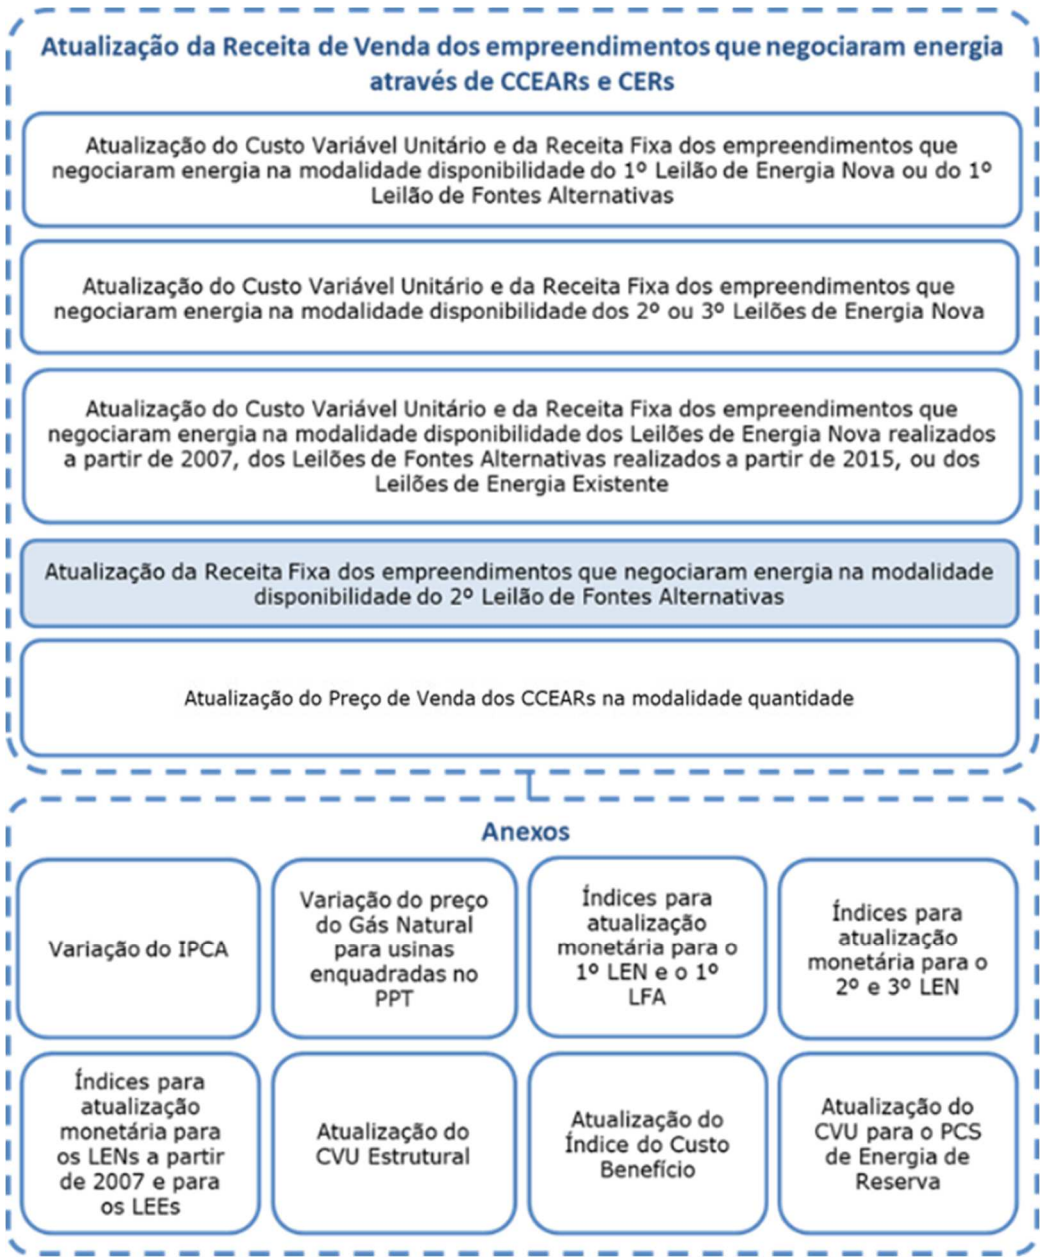 Atualização da Receita de Venda dos empreendimentos que negociaram energia
através de CCEARs e CERs
Atualização do Custo Variável Unitário e da Receita Fixa dos empreendimentos que
negociaram energia na modalidade disponibilidade do 1º Leilão de Energia Nova ou do 1º
Leilão de Fontes Alternativas
Atualização do Custo Variável Unitário e da Receita Fixa dos empreendimentos que
negociaram energia na modalidade disponibilidade dos 2º ou 3º Leilões de Energia Nova
Atualização do Custo Variável Unitário e da Receita Fixa dos empreendimentos que
negociaram energia na modalidade disponibilidade dos Leilões de Energia Nova realizados
a partir de 2007, dos Leilões de Fontes Alternativas realizados a partir de 2015, ou dos
Leilões de Energia Existente
Atualização da Receita Fixa dos empreendimentos que negociaram energia na modalidade
disponibilidade do 2º Leilão de Fontes Alternativas
Atualização do Preço de Venda dos CCEARs na modalidade quantidade
Anexos
Variação do IPCA
Variação do preço
do Gás Natural
para usinas
enquadradas no
PPT
Índices para
atualização
monetária para o
1º LEN e o 1º
LFA
Índices para
atualização
monetária para o
2º e 3º LEN
Índices para
atualização
monetária para
os LENs a partir
de 2007 e para
os LEEs
Atualização do
CVU Estrutural
Atualização do
Índice do Custo
Benefício
Atualização do
CVU para o PCS
de Energia de
Reserva